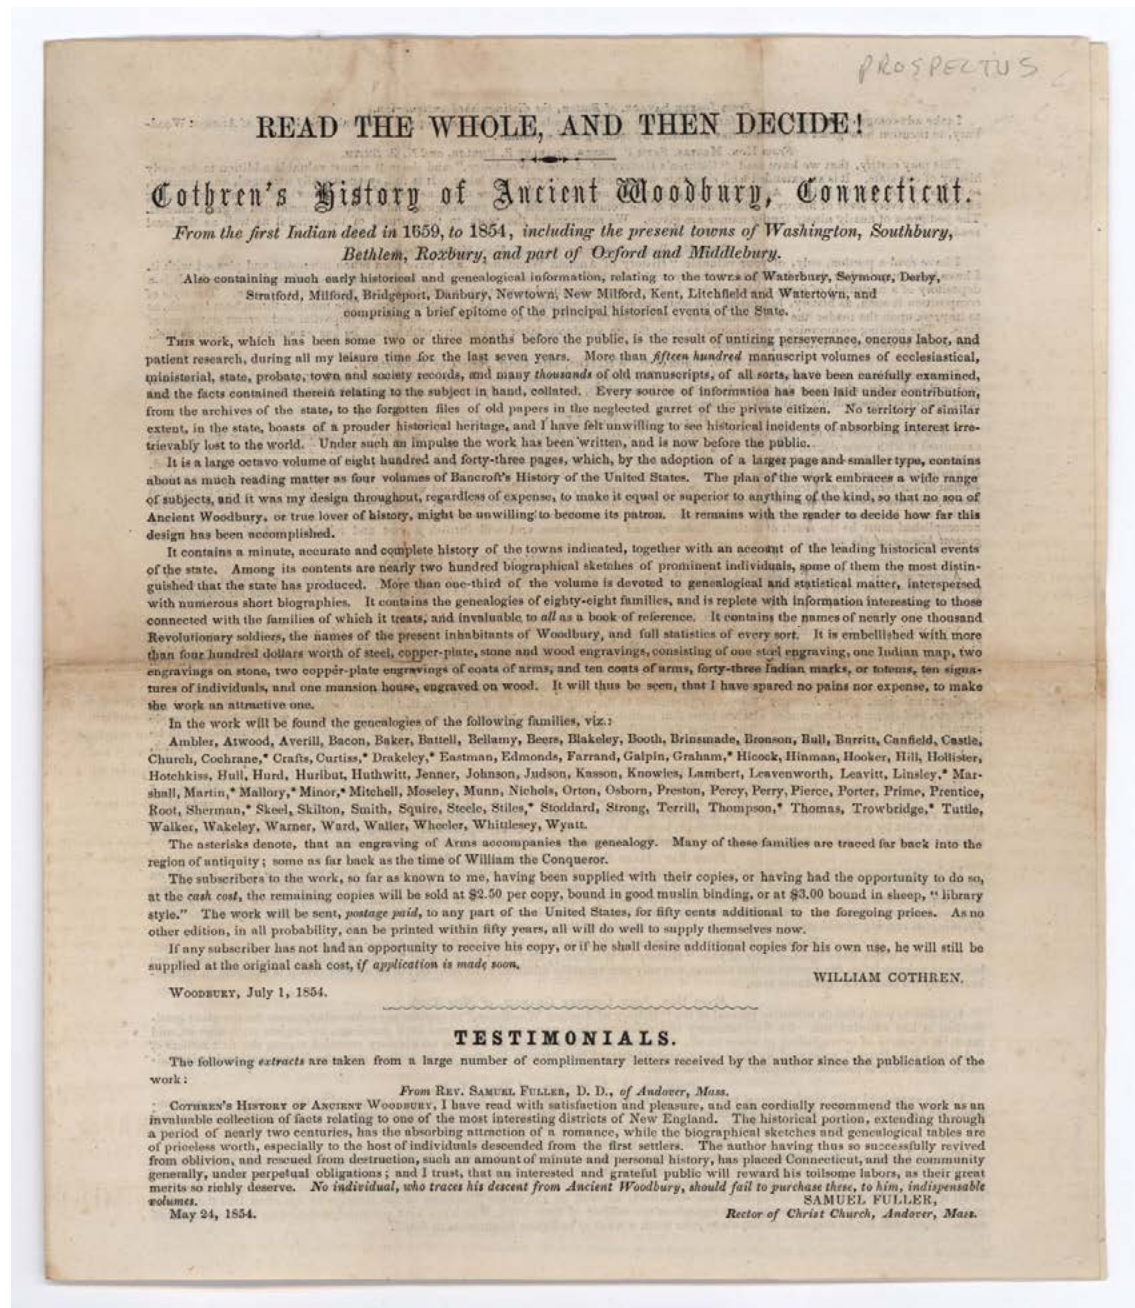 PROSPECTUS
READ THE WHOLE, AND THEN DECIDE!
Cothren's History of Ancient Woodbury, Connecticut.
From the first Indian deed in 1659, to 1854, including the present towns of Washington, Southbury,
Bethlem, Roxbury, and part of Oxford and Middlebury.
Also containing much early historical and genealogical information, relating to the towns of Waterbury, Seymour, Derby,
Stratford, Milford, Bridgeport, Danbury, Newtown, New Milford, Kent, Litchfield and Watertown, and
comprising a brief epitome of the principal historical events of the State.
THIS work, which has been some two or three months before the public, is the result of untiring perseverance, onerous labor, and
patient research, during all my leisure time for the last seven years. More than fifteen hundred manuscript volumes of ecclesiastical,
ministerial, state, probate, town and society records, and many thousands of old manuscripts, of all sorts, have been carefully examined,
and the facts contained therein relating to the subject in hand, collated. Every source of information has been laid under contribution,
from the archives of the state, to the forgotten files of old papers in the neglected garret of the private citizen. No territory of similar
extent, in the state, boasts of a prouder historical heritage, and I have felt unwilling to see historical incidents of absorbing interest irre-
trievably lost to the world. Under such an impulse the work has been written, and is now before the public.
It is a large octavo volume of eight hundred and forty-three pages, which, by the adoption of a larger page and smaller type, contains
about as much reading matter as four volumes of Bancroft's History of the United States. The plan of the work embraces a wide range
of subjects, and it was my design throughout, regardless of expense, to make it equal or superior to anything of the kind, so that no son of
Ancient Woodbury, or true lover of history, might be unwilling to become its patron. It remains with the reader to decide how far this
design has been accomplished.
It contains a minute, accurate and complete history of the towns indicated, together with an account of the leading historical events
of the state. Among its contents are nearly two hundred biographical sketches of prominent individuals, some of them the most distin-
guished that the state has produced. More than one-third of the volume is devoted to genealogical and statistical matter, interspersed
with numerous short biographies. It contains the genealogies of eighty-eight families, and is replete with information interesting to those
connected with the families of which it treats, and invaluable to all as a book of reference. It contains the names of nearly one thousand
Revolutionary soldiers, the names of the present inhabitants of Woodbury, and full statistics of every sort. It is embellished with more
than four hundred dollars worth of steel, copper-plate, stone and wood engravings, consisting of one steel engraving, one Indian map, two
engravings on stone, two copper-plate engravings of coats of arms, and ten coats of arms, forty-three Indian marks, or totems, ten signa-
tures of individuals, and one mansion house, engraved on wood. It will thus be seen, that I have spared no pains nor expense, to make
the work an attractive one.
In the work will be found the genealogies of the following families, viz.:
Ambler, Atwood, Averill, Bacon, Baker, Battell, Bellamy, Beers, Blakeley, Booth, Brinsmade, Bronson, Bull, Burritt, Canfield, Castle,
Church, Cochrane,* Crafts, Curtiss,* Drakeley,* Eastman, Edmonds, Farrand, Galpin, Graham,* Hicock, Hinman, Hooker, Hill, Hollister,
Hotchkiss, Hull, Hurd, Hurlbut, Huthwitt, Jenner, Johnson, Judson, Kasson, Knowles, Lambert, Leavenworth, Leavitt, Linsley,* Mar-
shall, Martin,* Mallory,* Minor,* Mitchell, Moseley, Munn, Nichols, Orton, Osborn, Preston, Percy, Perry, Pierce, Porter, Prime, Prentice,
Root, Sherman,* Skeel, Skilton, Smith, Squire, Steele, Stiles,* Stoddard, Strong, Terrill, Thompson,* Thomas, Trowbridge,* Tuttle,
Walker, Wakeley, Warner, Ward, Waller, Wheeler, Whittlesey, Wyatt.
The asterisks denote, that an engraving of Arms accompanies the genealogy. Many of these families are traced far back into the
region of antiquity; some as far back as the time of William the Conqueror.
The subscribers to the work, so far as known to me, having been supplied with their copies, or having had the opportunity to do so,
at the cash cost, the remaining copies will be sold at $2.50 per copy, bound in good muslin binding, or at $3.00 bound in sheep, "library
style." The work will be sent, postage paid, to any part of the United States, for fifty cents additional to the foregoing prices. As no
other edition, in all probability, can be printed within fifty years, all will do well to supply themselves now.
If any subscriber has not had an opportunity to receive his copy, or if he shall desire additional copies for his own use, he will still be
supplied at the original cash cost, if application is made soon.
WILLIAM COTHREN.
WOODBURY, July 1, 1854.
TESTIMONIALS.
The following extracts are taken from a large number of complimentary letters received by the author since the publication of the
work:
From REV. SAMUEL FULLER, D. D., of Andover, Mass.
COTHREN'S HISTORY OF ANCIENT WOODBURY, I have read with satisfaction and pleasure, and can cordially recommend the work as an
invaluable collection of facts relating to one of the most interesting districts of New England. The historical portion, extending through
a period of nearly two centuries, has the absorbing attraction of a romance, while the biographical sketches and genealogical tables are
of priceless worth, especially to the host of individuals descended from the first settlers. The author having thus so successfully revived
from oblivion, and rescued from destruction, such an amount of minute and personal history, has placed Connecticut, and the community
generally, under perpetual obligations; and I trust, that an interested and grateful public will reward his toilsome labors, as their great
merits so richly deserve. No individual, who traces his descent from Ancient Woodbury, should fail to purchase these, to him, indispensable
volumes.
SAMUEL FULLER,
May 24, 1854.
Rector of Christ Church, Andover, Mass.